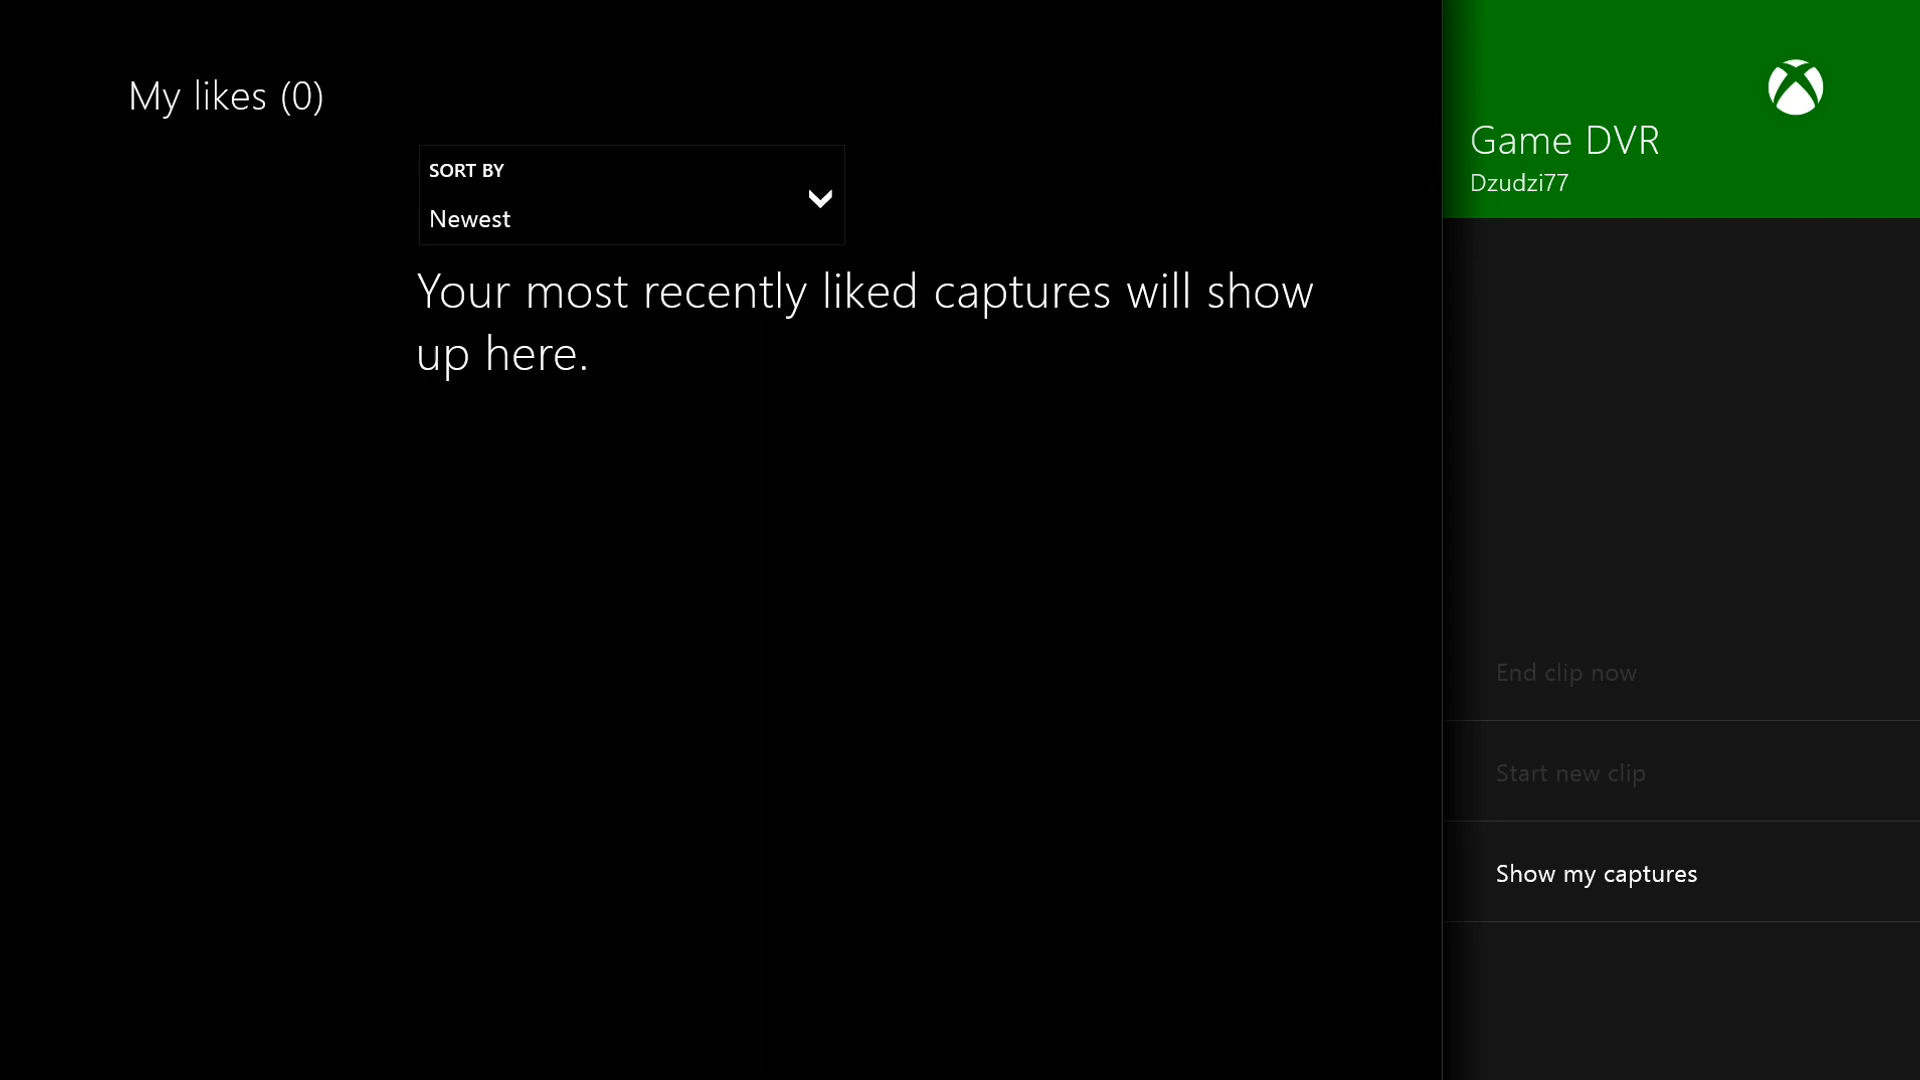 My likes (0)
SORT BY
Newest
Your most recently liked captures will show
up here.
Game DVR
Dzudzi77
End clip now
Start new clip
Show my captures